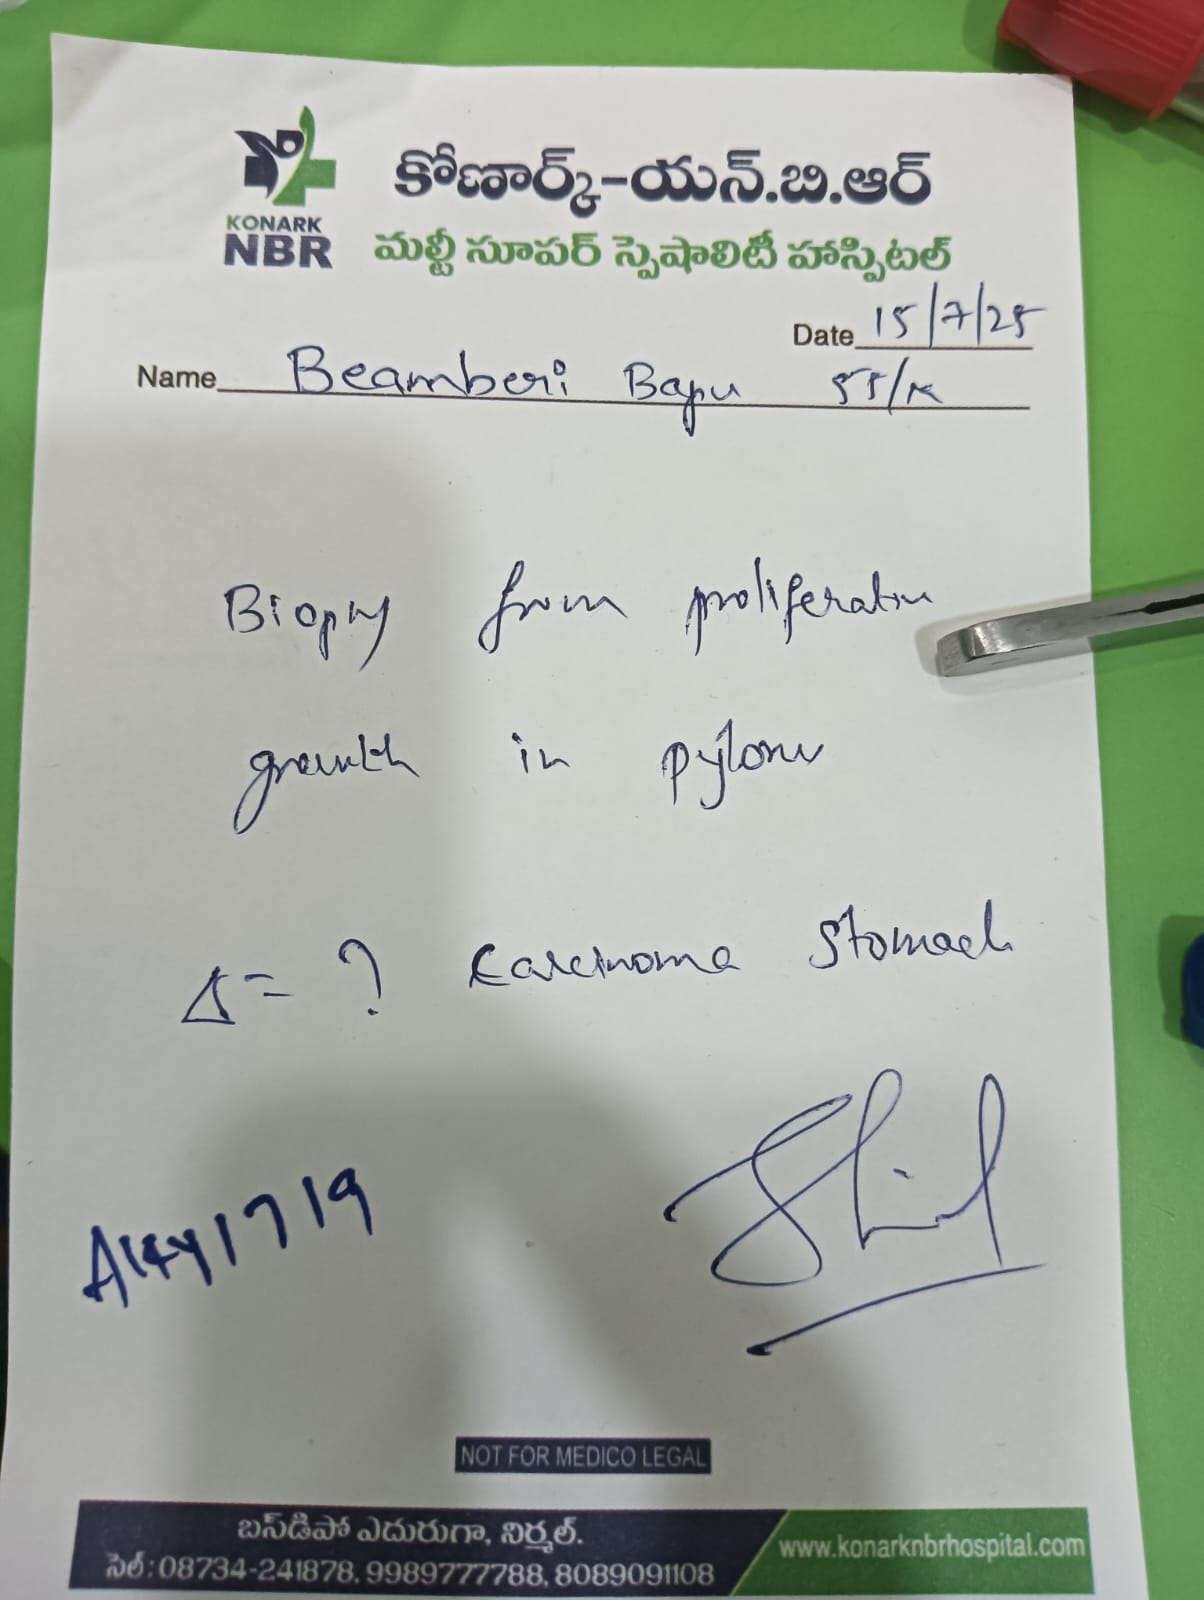 కోణార్క్-యన్.బి.ఆర్
KONARK
NBR
మల్టీ సూపర్ స్పెషాలిటీ హాస్పిటల్
Date 15/7/25
Name Beamberi Bapu 55/M
Biopsy from proliferative
growth in pylorus
Δ= ? Carcinoma Stomach
NOT FOR MEDICO LEGAL
బస్‌డిపో ఎదురుగా, నిర్మల్.
సెల్ : 08734-241878, 9989777788, 8089091108
www.konarknbrhospital.com